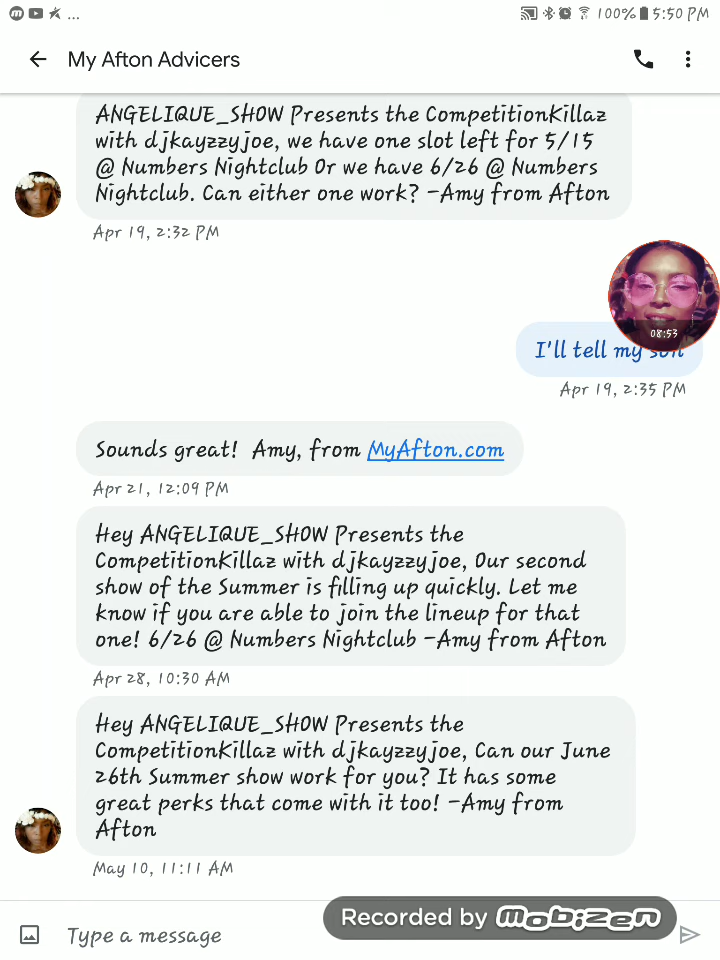 ... 100% 5:50 PM
My Afton Advicers
ANGELIQUE_SHOW Presents the CompetitionKillaz
with djkayzzyjoe, we have one slot left for 5/15
@ Numbers Nightclub Or we have 6/26 @ Numbers
Nightclub. Can either one work? -Amy from Afton
Apr 19, 2:32 PM
08:53
I'll tell my son
Apr 19, 2:35 PM
Sounds great!  Amy, from MyAfton.com
Apr 21, 12:09 PM
Hey ANGELIQUE_SHOW Presents the
CompetitionKillaz with djkayzzyjoe, Our second
show of the Summer is filling up quickly. Let me
know if you are able to join the lineup for that
one! 6/26 @ Numbers Nightclub -Amy from Afton
Apr 28, 10:30 AM
Hey ANGELIQUE_SHOW Presents the
CompetitionKillaz with djkayzzyjoe, Can our June
26th Summer show work for you? It has some
great perks that come with it too! -Amy from
Afton
May 10, 11:11 AM
Recorded by mobizen
Type a message